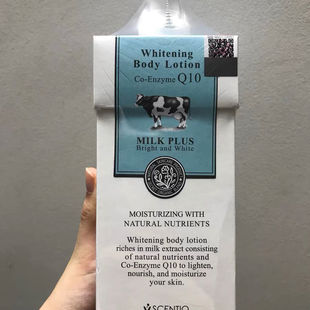 Whitening
Body Lotion
Co-Enzyme Q10
MILK PLUS
Bright and White
MOISTURIZING WITH
NATURAL NUTRIENTS
Whitening body lotion
riches in milk extract consisting
of natural nutrients and
Co-Enzyme Q10 to lighten,
nourish, and moisturize
your skin.
SCENTIO